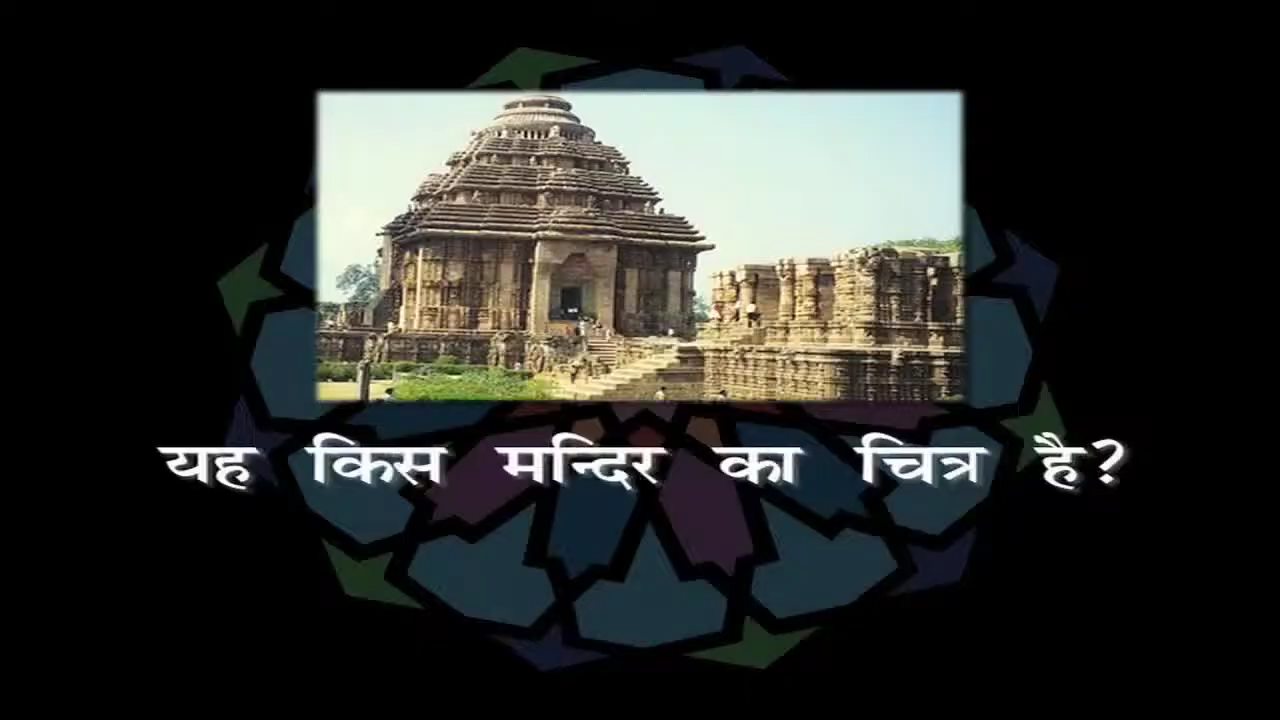 यह किस मन्दिर का चित्र है?